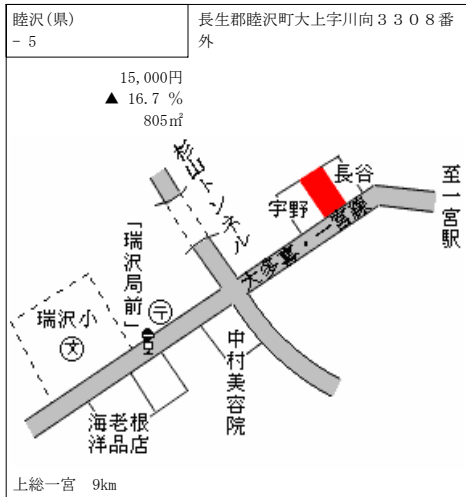 睦沢(県)
- 5
長生郡睦沢町大上字川向3308番
外
15,000円
▲ 16.7 %
805㎡
杉山トンネル
長谷
宇野
至一宮駅
大多喜・一宮線
「瑞沢局前」
〒
瑞沢小
文
中村美容院
海老根
洋品店
上総一宮 9km